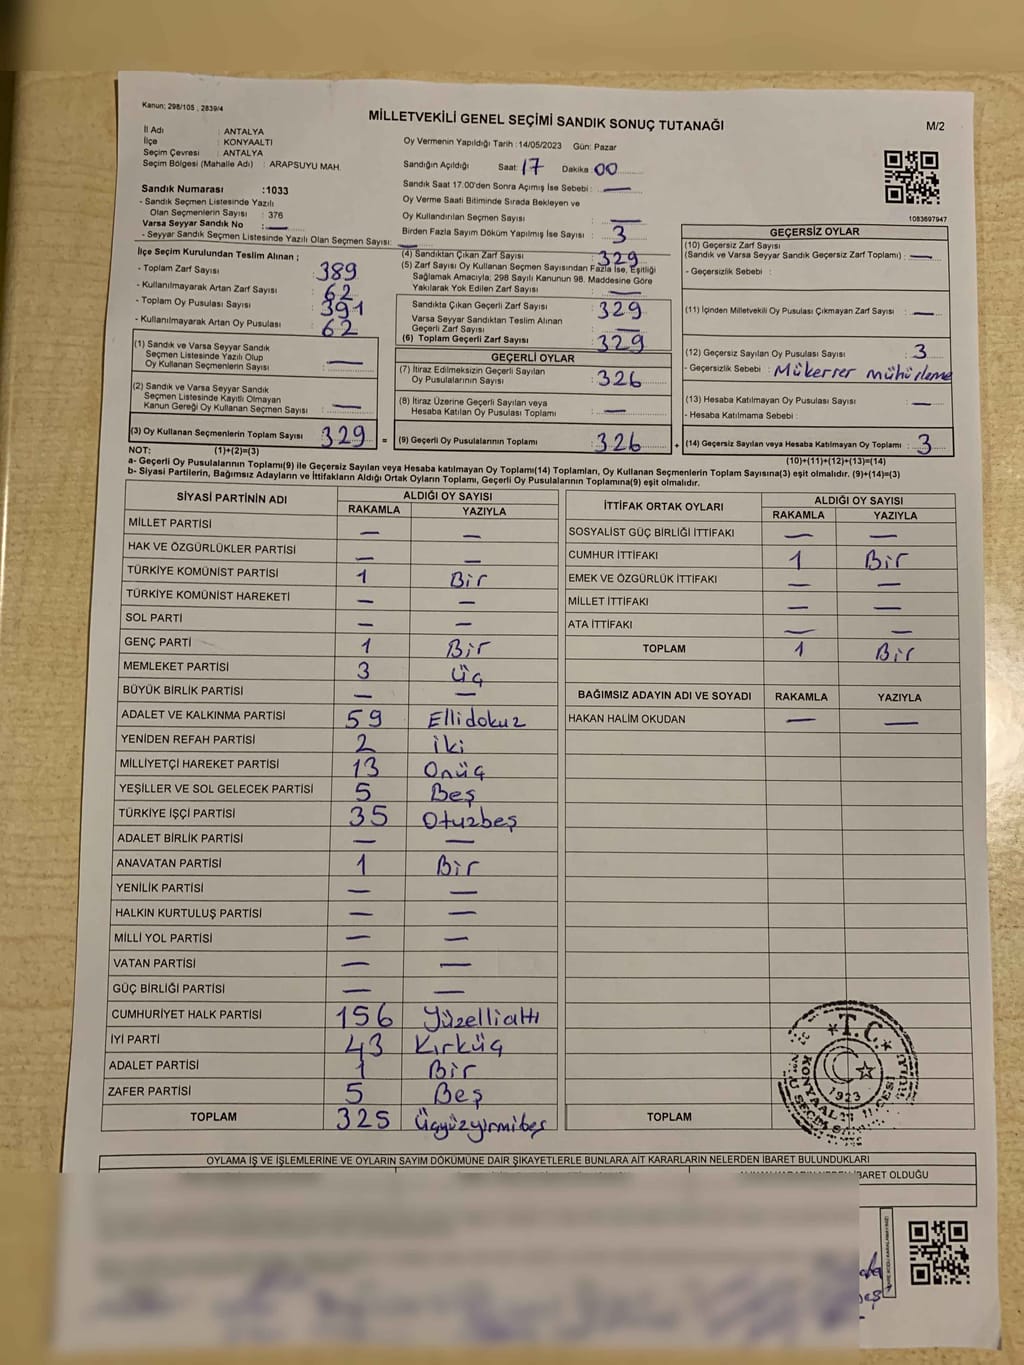 Kanun: 298/105 , 2839/4
MİLLETVEKİLİ GENEL SEÇİMİ SANDIK SONUÇ TUTANAĞI
M/2
İl Adı : ANTALYA
İlçe : KONYAALTI
Seçim Çevresi : ANTALYA
Seçim Bölgesi (Mahalle Adı) : ARAPSUYU MAH.
Sandık Numarası :1033
- Sandık Seçmen Listesinde Yazılı
Olan Seçmenlerin Sayısı : 376
Varsa Seyyar Sandık No : —
- Seyyar Sandık Seçmen Listesinde Yazılı Olan Seçmen Sayısı: —
Oy Vermenin Yapıldığı Tarih : 14/05/2023 Gün: Pazar
Sandığın Açıldığı Saat: 17 Dakika 00
Sandık Saat 17.00'den Sonra Açımış İse Sebebi : —
Oy Verme Saati Bitiminde Sırada Bekleyen ve
Oy Kullandırılan Seçmen Sayısı : —
Birden Fazla Sayım Döküm Yapılmış İse Sayısı : 3
1083697947
İlçe Seçim Kurulundan Teslim Alınan ;
- Toplam Zarf Sayısı : 389
- Kullanılmayarak Artan Zarf Sayısı : 62
- Toplam Oy Pusulası Sayısı : 391
- Kullanılmayarak Artan Oy Pusulası : 62
(1) Sandık ve Varsa Seyyar Sandık
Seçmen Listesinde Yazılı Olup
Oy Kullanan Seçmenlerin Sayısı : —
(2) Sandık ve Varsa Seyyar Sandık
Seçmen Listesinde Kayıtlı Olmayan
Kanun Gereği Oy Kullanan Seçmen Sayısı : —
(3) Oy Kullanan Seçmenlerin Toplam Sayısı : 329 =
(1)+(2)=(3)
(4) Sandıktan Çıkan Zarf Sayısı : 329
(5) Zarf Sayısı Oy Kullanan Seçmen Sayısından Fazla İse, Eşitliği
Sağlamak Amacıyla; 298 Sayılı Kanunun 98. Maddesine Göre
Yakılarak Yok Edilen Zarf Sayısı : —
Sandıkta Çıkan Geçerli Zarf Sayısı : 329
Varsa Seyyar Sandıktan Teslim Alınan
Geçerli Zarf Sayısı : —
(6) Toplam Geçerli Zarf Sayısı : 329
GEÇERLİ OYLAR
(7) İtiraz Edilmeksizin Geçerli Sayılan
Oy Pusulalarının Sayısı : 326
(8) İtiraz Üzerine Geçerli Sayılan veya
Hesaba Katılan Oy Pusulası Toplamı : —
(9) Geçerli Oy Pusulalarının Toplamı : 326 +
GEÇERSİZ OYLAR
(10) Geçersiz Zarf Sayısı
(Sandık ve Varsa Seyyar Sandık Geçersiz Zarf Toplamı) : —
- Geçersizlik Sebebi :
(11) İçinden Milletvekili Oy Pusulası Çıkmayan Zarf Sayısı : —
(12) Geçersiz Sayılan Oy Pusulası Sayısı : 3
- Geçersizlik Sebebi : Mükerrer mühürleme
(13) Hesaba Katılmayan Oy Pusulası Sayısı : —
- Hesaba Katılmama Sebebi :
(14) Geçersiz Sayılan veya Hesaba Katılmayan Oy Toplamı : 3
(10)+(11)+(12)+(13)=(14)
NOT:
a- Geçerli Oy Pusulalarının Toplamı(9) ile Geçersiz Sayılan veya Hesaba katılmayan Oy Toplamı(14) Toplamları, Oy Kullanan Seçmenlerin Toplam Sayısına(3) eşit olmalıdır. (9)+(14)=(3)
b- Siyasi Partilerin, Bağımsız Adayların ve İttifakların Aldığı Ortak Oyların Toplamı, Geçerli Oy Pusulalarının Toplamına(9) eşit olmalıdır.
SİYASİ PARTİNİN ADI ALDIĞI OY SAYISI
RAKAMLA YAZIYLA
MİLLET PARTİSİ — —
HAK VE ÖZGÜRLÜKLER PARTİSİ — —
TÜRKİYE KOMÜNİST PARTİSİ 1 Bir
TÜRKİYE KOMÜNİST HAREKETİ — —
SOL PARTİ — —
GENÇ PARTİ 1 Bir
MEMLEKET PARTİSİ 3 üç
BÜYÜK BİRLİK PARTİSİ — —
ADALET VE KALKINMA PARTİSİ 59 Ellidokuz
YENİDEN REFAH PARTİSİ 2 iki
MİLLİYETÇİ HAREKET PARTİSİ 13 Onüç
YEŞİLLER VE SOL GELECEK PARTİSİ 5 Beş
TÜRKİYE İŞÇİ PARTİSİ 35 Otuzbeş
ADALET BİRLİK PARTİSİ — —
ANAVATAN PARTİSİ 1 Bir
YENİLİK PARTİSİ — —
HALKIN KURTULUŞ PARTİSİ — —
MİLLİ YOL PARTİSİ — —
VATAN PARTİSİ — —
GÜÇ BİRLİĞİ PARTİSİ — —
CUMHURİYET HALK PARTİSİ 156 Yüzellialtı
İYİ PARTİ 43 Kırküç
ADALET PARTİSİ 1 Bir
ZAFER PARTİSİ 5 Beş
TOPLAM 325 Üçyüzyirmibeş
İTTİFAK ORTAK OYLARI ALDIĞI OY SAYISI
RAKAMLA YAZIYLA
SOSYALİST GÜÇ BİRLİĞİ İTTİFAKI — —
CUMHUR İTTİFAKI 1 Bir
EMEK VE ÖZGÜRLÜK İTTİFAKI — —
MİLLET İTTİFAKI — —
ATA İTTİFAKI — —
TOPLAM 1 Bir
BAĞIMSIZ ADAYIN ADI VE SOYADI RAKAMLA YAZIYLA
HAKAN HALİM OKUDAN — —
TOPLAM
T.C.
KONYAALTI İLÇESİ
SEÇİM
1923
OYLAMA İŞ VE İŞLEMLERİNE VE OYLARIN SAYIM DÖKÜMÜNE DAİR ŞİKAYETLERLE BUNLARA AİT KARARLARIN NELERDEN İBARET BULUNDUKLARI
İBARET OLDUĞU